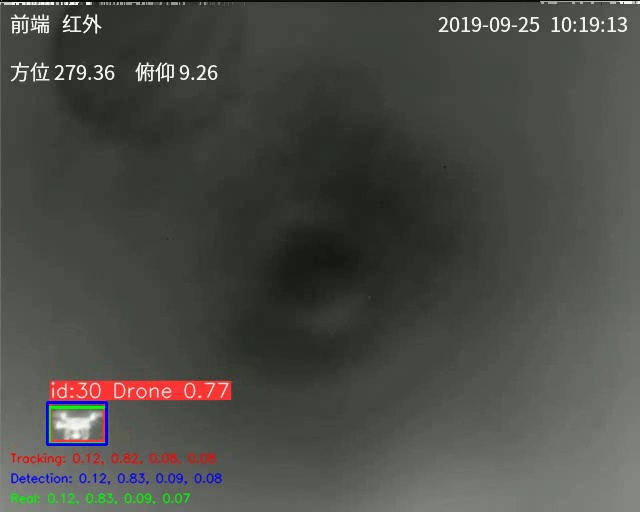 前端 红外 2019-09-25 10:19:13
方位 279.36 俯仰 9.26
id:30 Drone 0.77
Tracking: 0.12, 0.82, 0.08, 0.08
Detection: 0.12, 0.83, 0.09, 0.08
Real: 0.12, 0.83, 0.09, 0.07